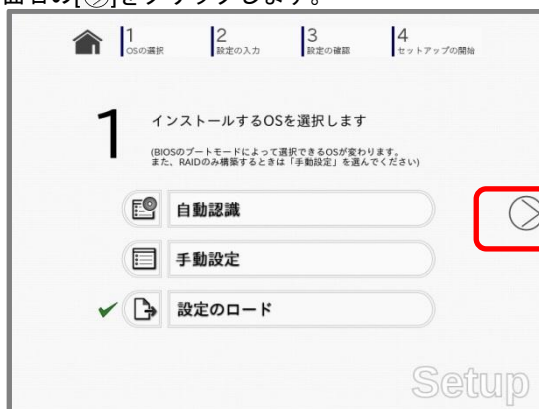 面右の[]をクリックします。
1
OSの選択
2
設定の入力
3
設定の確認
4
セットアップの開始
1 インストールするOSを選択します
(BIOSのブートモードによって選択できるOSが変わります。
また、RAIDのみ構築するときは「手動設定」を選んでください)
自動認識
手動設定
設定のロード
Setup